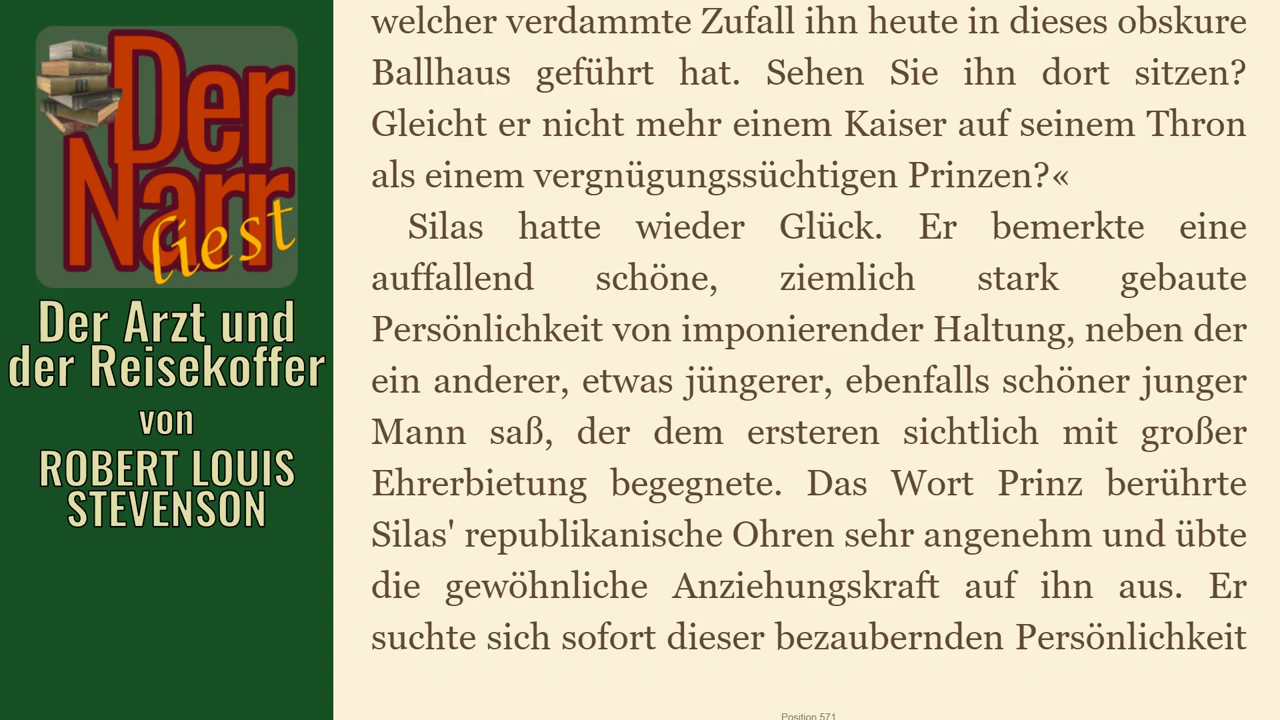 Der
Narr
liest
Der Arzt und
der Reisekoffer
von
ROBERT LOUIS
STEVENSON
welcher verdammte Zufall ihn heute in dieses obskure
Ballhaus geführt hat. Sehen Sie ihn dort sitzen?
Gleicht er nicht mehr einem Kaiser auf seinem Thron
als einem vergnügungssüchtigen Prinzen?«
Silas hatte wieder Glück. Er bemerkte eine
auffallend schöne, ziemlich stark gebaute
Persönlichkeit von imponierender Haltung, neben der
ein anderer, etwas jüngerer, ebenfalls schöner junger
Mann saß, der dem ersteren sichtlich mit großer
Ehrerbietung begegnete. Das Wort Prinz berührte
Silas' republikanische Ohren sehr angenehm und übte
die gewöhnliche Anziehungskraft auf ihn aus. Er
suchte sich sofort dieser bezaubernden Persönlichkeit
Position 571